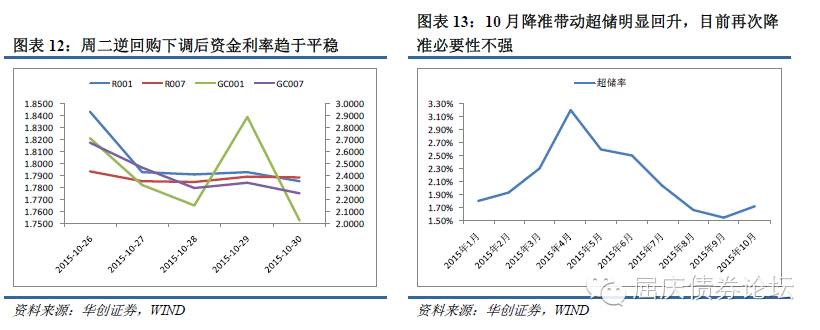 图表 12：周二逆回购下调后资金利率趋于平稳
R001 R007 GC001 GC007
1.8500
1.8400
1.8300
1.8200
1.8100
1.8000
1.7900
1.7800
1.7700
1.7600
1.7500
3.0000
2.9000
2.8000
2.7000
2.6000
2.5000
2.4000
2.3000
2.2000
2.1000
2.0000
2015-10-26
2015-10-27
2015-10-28
2015-10-29
2015-10-30
资料来源：华创证券，WIND
图表 13：10 月降准带动超储明显回升，目前再次降
准必要性不强
超储率
3.30%
3.10%
2.90%
2.70%
2.50%
2.30%
2.10%
1.90%
1.70%
1.50%
2015年1月
2015年2月
2015年3月
2015年4月
2015年5月
2015年6月
2015年7月
2015年8月
2015年9月
2015年10月
资料来源：华创证券，WIND
屈庆债券论坛